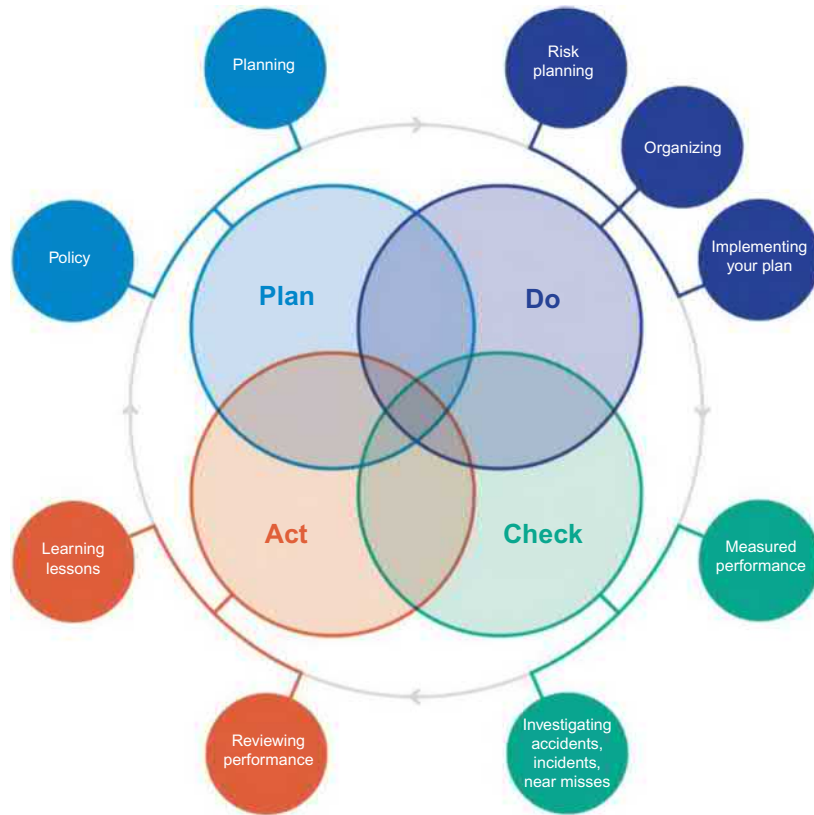 Planning
Risk
planning
Organizing
Policy
Implementing
your plan
Plan
Do
Act
Check
Learning
lessons
Measured
performance
Reviewing
performance
Investigating
accidents,
incidents,
near misses